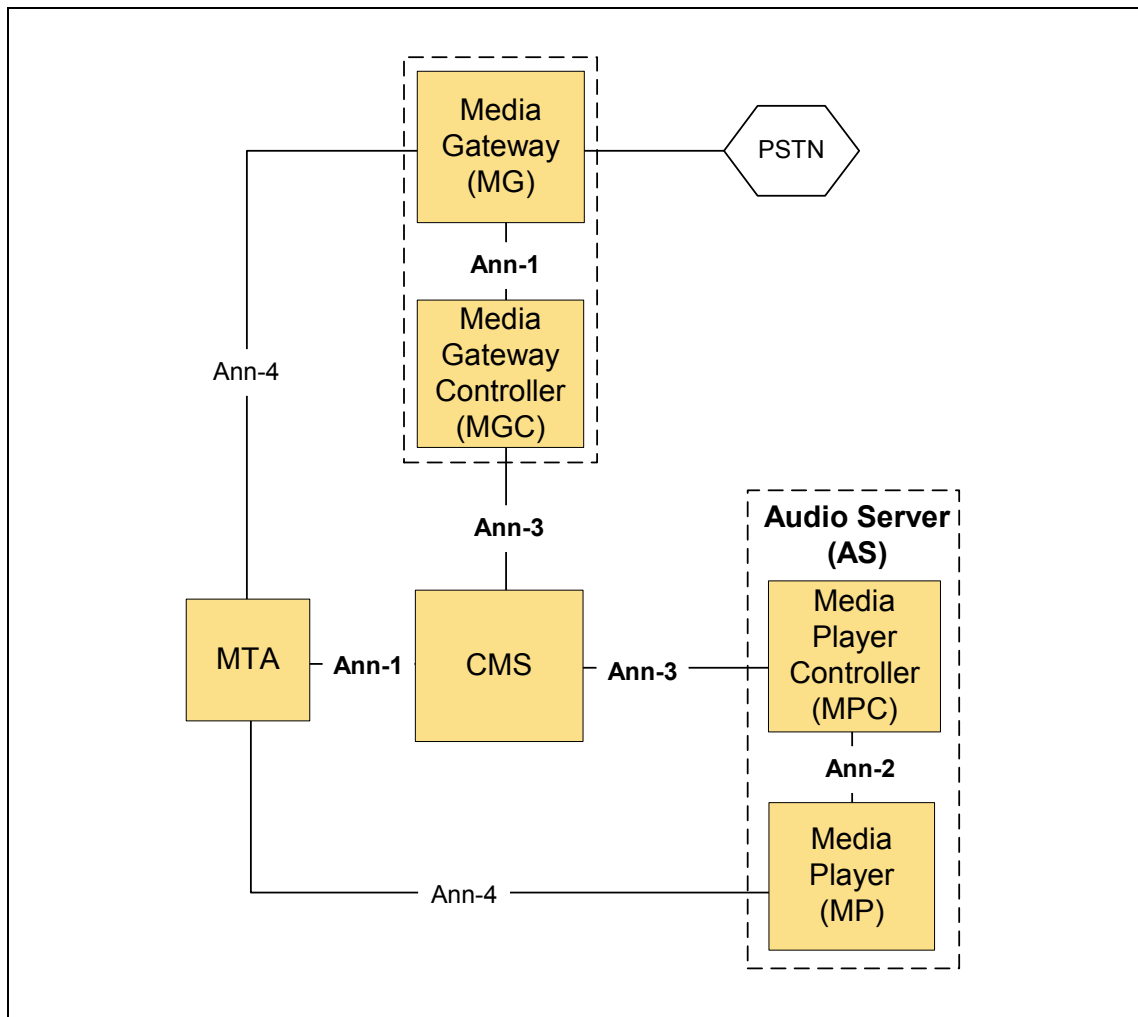 Media
Gateway
(MG)
PSTN
Ann-1
Media
Gateway
Controller
(MGC)
Ann-4
Ann-3
Audio Server
(AS)
MTA
Ann-1
CMS
Ann-3
Media
Player
Controller
(MPC)
Ann-2
Media
Player
(MP)
Ann-4